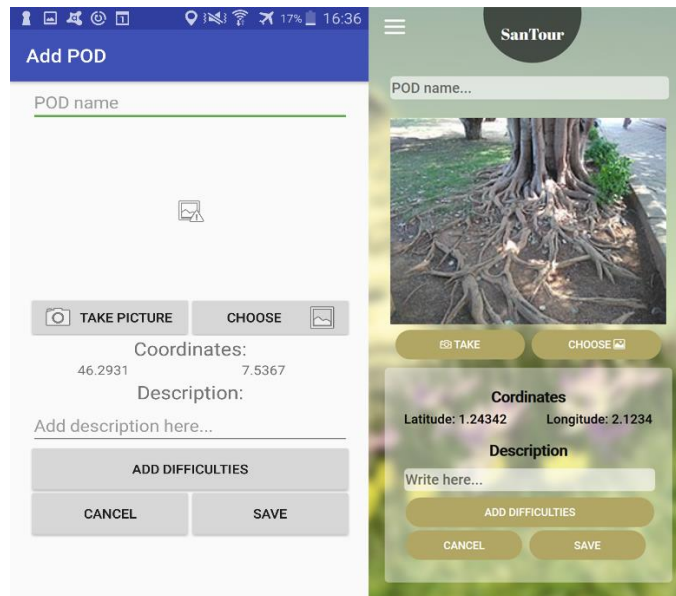 17% 16:36
Add POD
POD name
TAKE PICTURE
CHOOSE
Coordinates:
46.2931 7.5367
Description:
Add description here...
ADD DIFFICULTIES
CANCEL
SAVE
SanTour
POD name...
TAKE
CHOOSE
Cordinates
Latitude: 1.24342 Longitude: 2.1234
Description
Write here...
ADD DIFFICULTIES
CANCEL
SAVE